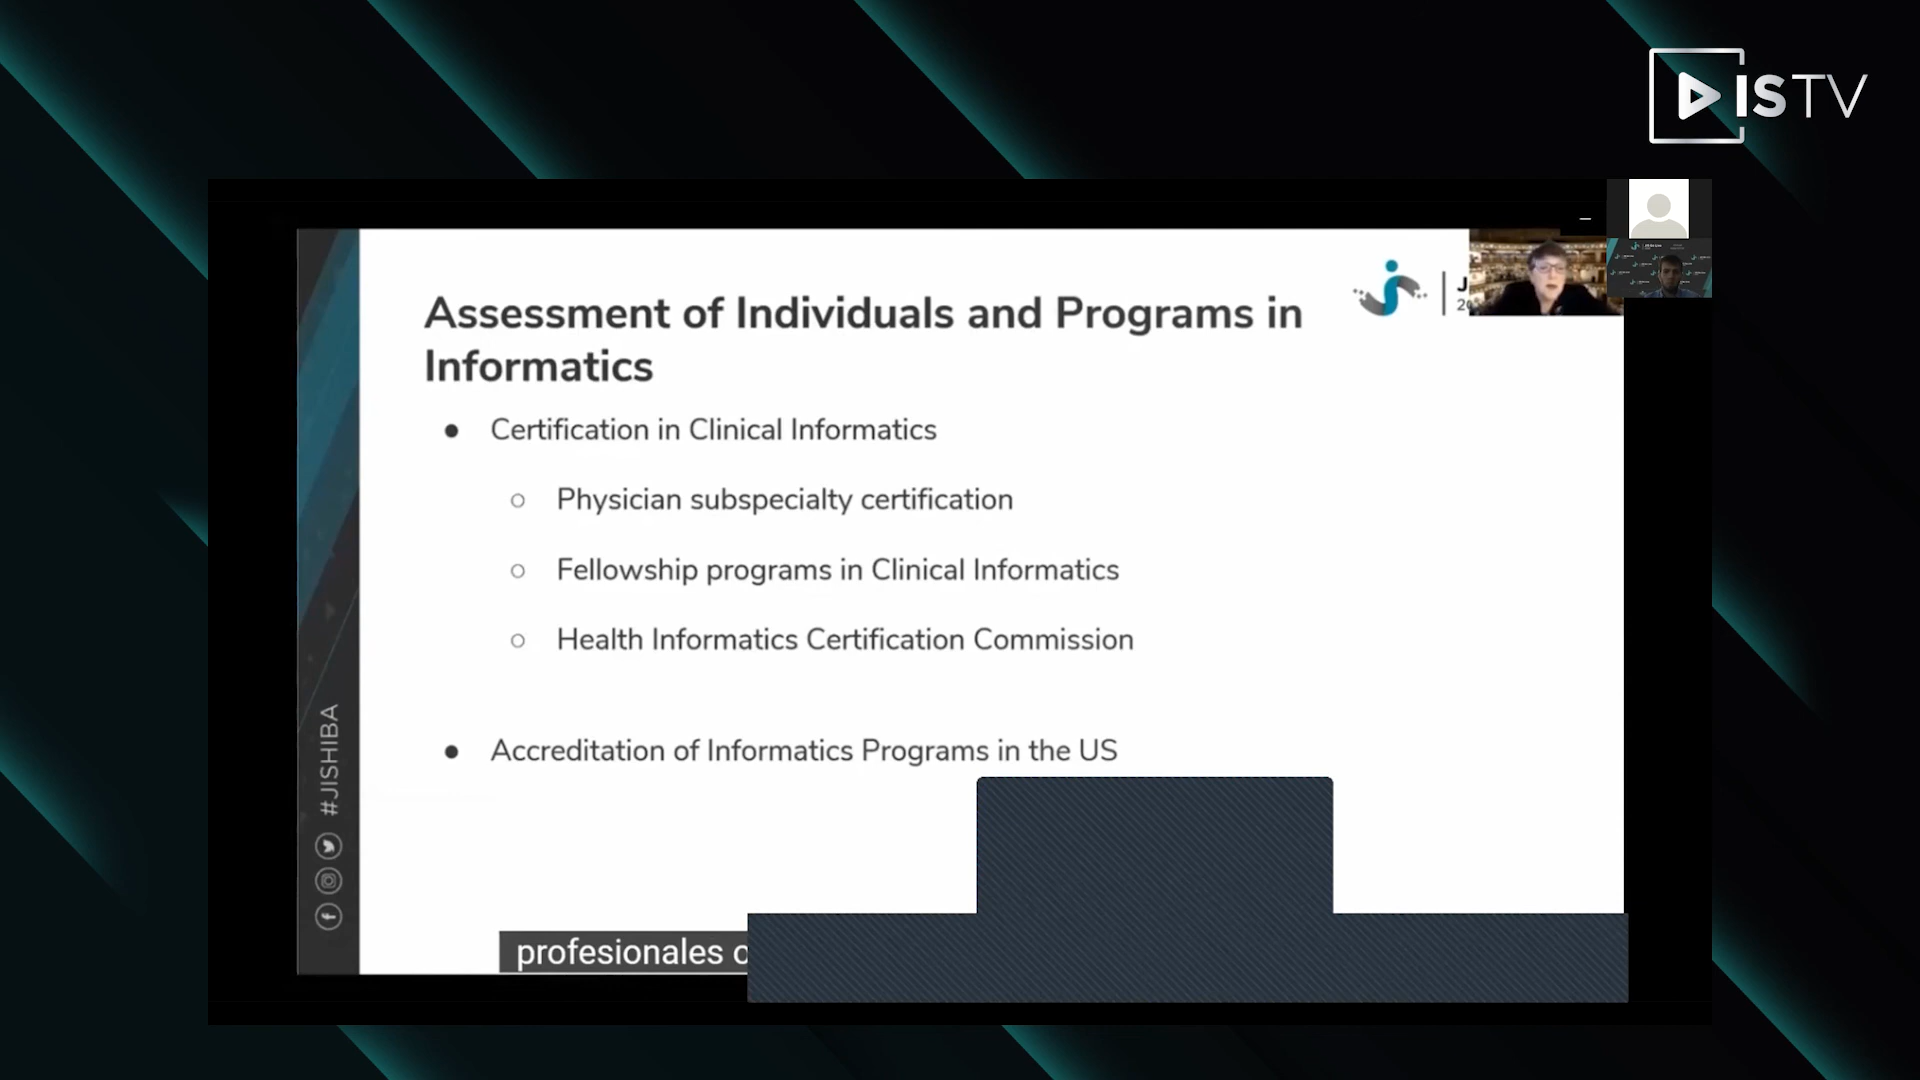 ISTV
Assessment of Individuals and Programs in
Informatics
● Certification in Clinical Informatics
○ Physician subspecialty certification
○ Fellowship programs in Clinical Informatics
○ Health Informatics Certification Commission
● Accreditation of Informatics Programs in the US
#JISHIBA
profesionales